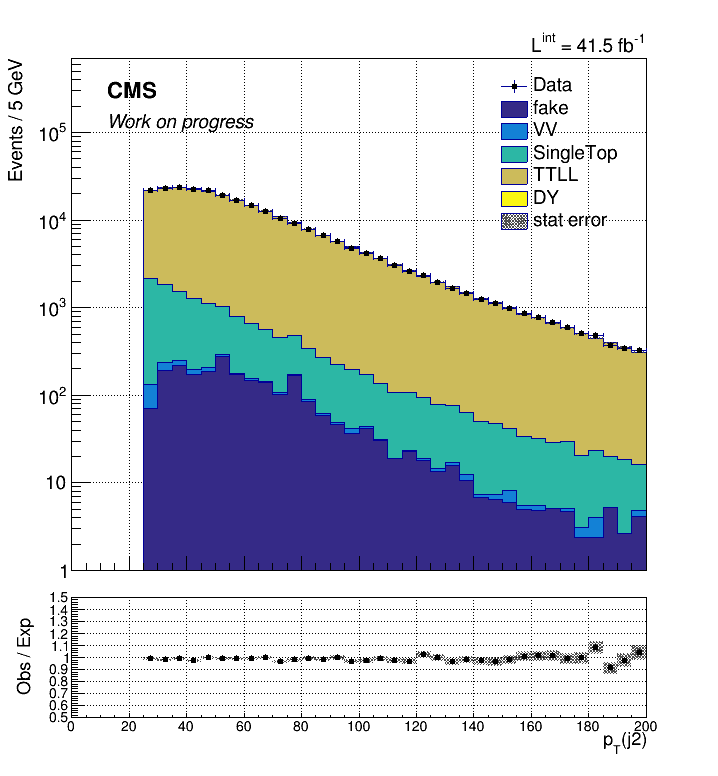 L^int = 41.5 fb^-1
Events / 5 GeV
CMS
Work on progress
Data
fake
VV
SingleTop
TTLL
DY
stat error
10^5
10^4
10^3
10^2
10
1
Obs / Exp
1.5
1.4
1.3
1.2
1.1
1
0.9
0.8
0.7
0.6
0.5
0 20 40 60 80 100 120 140 160 180 200
p_T(j2)